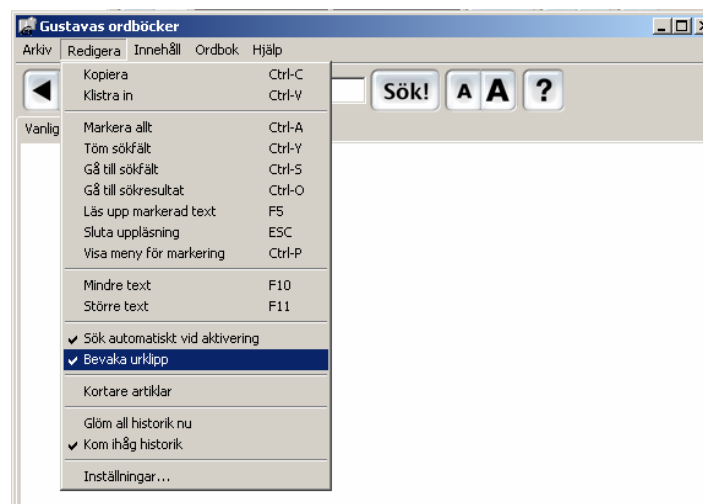 Gustavas ordböcker
Arkiv Redigera Innehåll Ordbok Hjälp
Sök! A A ?
Vanlig
Kopiera Ctrl-C
Klistra in Ctrl-V
Markera allt Ctrl-A
Töm sökfält Ctrl-Y
Gå till sökfält Ctrl-S
Gå till sökresultat Ctrl-O
Läs upp markerad text F5
Sluta uppläsning ESC
Visa meny för markering Ctrl-P
Mindre text F10
Större text F11
Sök automatiskt vid aktivering
Bevaka urklipp
Kortare artiklar
Glöm all historik nu
Kom ihåg historik
Inställningar...